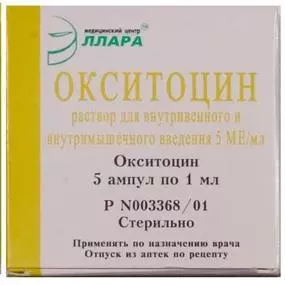 медицинский центр ™
ЭЛЛАРА
ОКСИТОЦИН
раствор для внутривенного и
внутримышечного введения 5 МЕ/мл
Окситоцин
5 ампул по 1 мл
Р N003368/01
Стерильно
Применять по назначению врача
Отпуск из аптек по рецепту